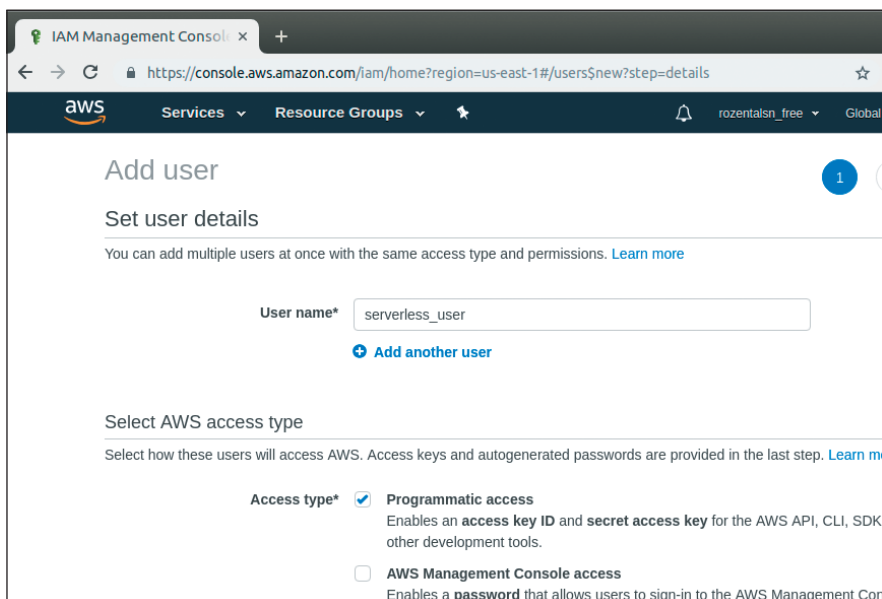 IAM Management Consol
https://console.aws.amazon.com/iam/home?region=us-east-1#/users$new?step=details
aws Services Resource Groups rozentalsn_free Global
Add user
1
Set user details
You can add multiple users at once with the same access type and permissions. Learn more
User name* serverless_user
Add another user
Select AWS access type
Select how these users will access AWS. Access keys and autogenerated passwords are provided in the last step. Learn m
Access type* Programmatic access
Enables an access key ID and secret access key for the AWS API, CLI, SDK
other development tools.
AWS Management Console access
Enables a password that allows users to sign-in to the AWS Management Con